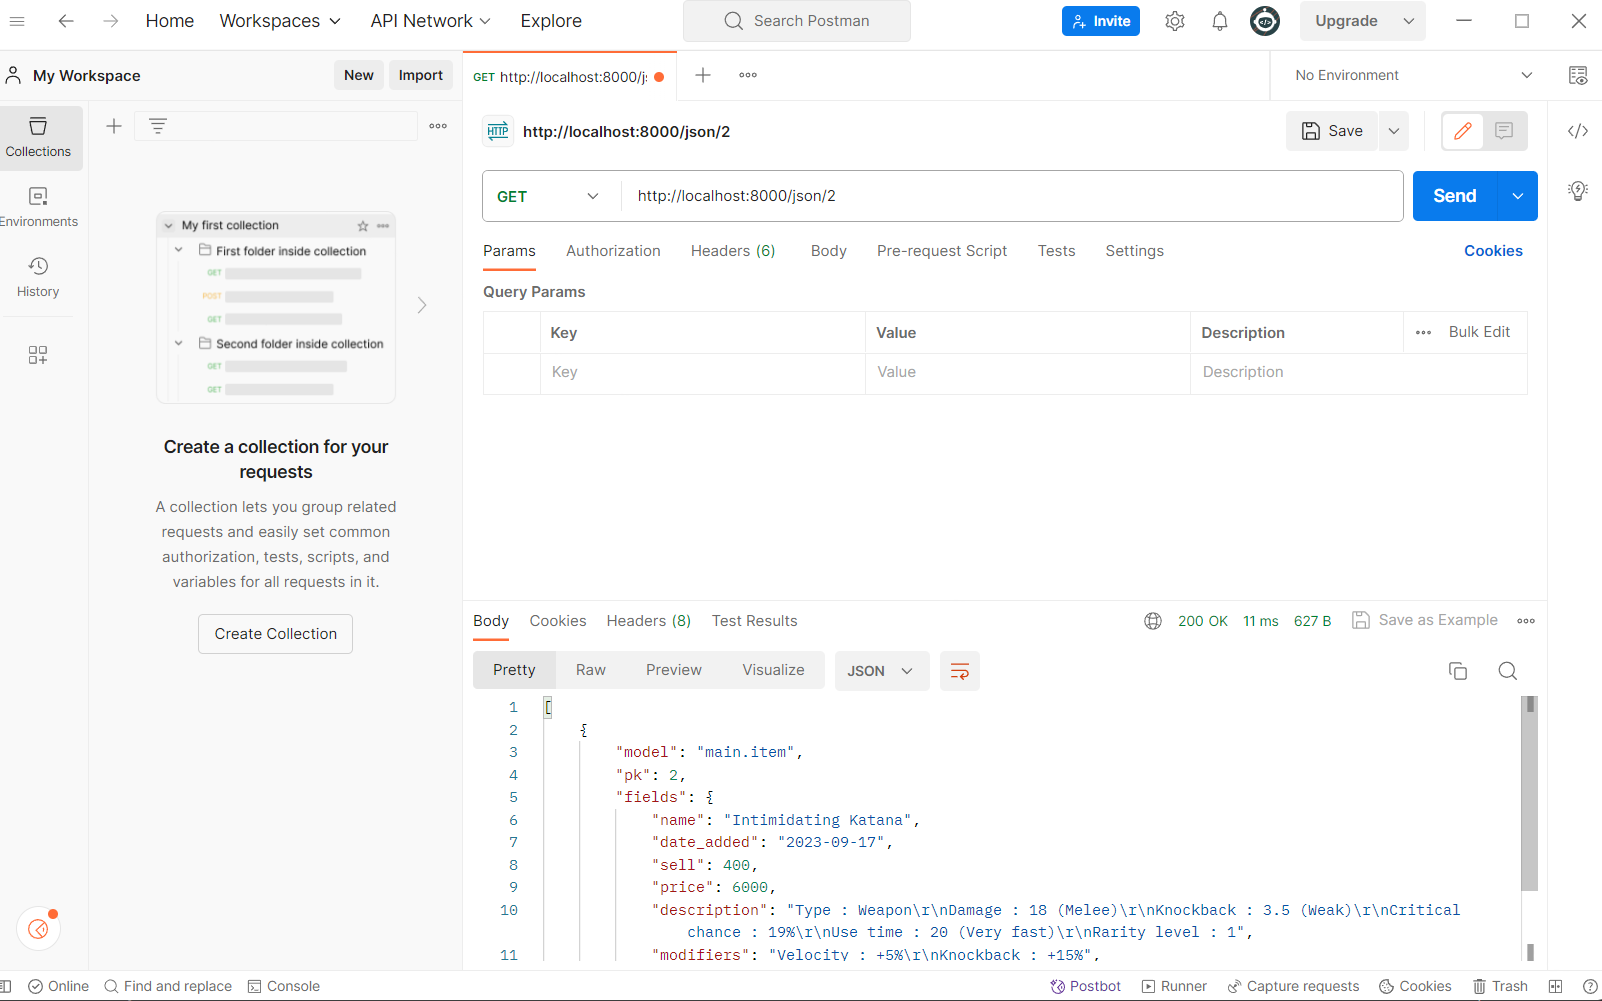 Home Workspaces API Network Explore Search Postman Invite Upgrade
My Workspace New Import GET http://localhost:8000/j No Environment
Collections
Environments
History
My first collection
First folder inside collection
GET
POST
GET
Second folder inside collection
GET
GET
Create a collection for your
requests
A collection lets you group related
requests and easily set common
authorization, tests, scripts, and
variables for all requests in it.
Create Collection
HTTP http://localhost:8000/json/2 Save
GET http://localhost:8000/json/2 Send
Params Authorization Headers (6) Body Pre-request Script Tests Settings Cookies
Query Params
Key Value Description Bulk Edit
Key Value Description
Body Cookies Headers (8) Test Results 200 OK 11 ms 627 B Save as Example
Pretty Raw Preview Visualize JSON
1 [
2 {
3 "model": "main.item",
4 "pk": 2,
5 "fields": {
6 "name": "Intimidating Katana",
7 "date_added": "2023-09-17",
8 "sell": 400,
9 "price": 6000,
10 "description": "Type : Weapon\r\nDamage : 18 (Melee)\r\nKnockback : 3.5 (Weak)\r\nCritical
chance : 19%\r\nUse time : 20 (Very fast)\r\nRarity level : 1",
11 "modifiers": "Velocity : +5%\r\nKnockback : +15%",
Online Find and replace Console Postbot Runner Capture requests Cookies Trash